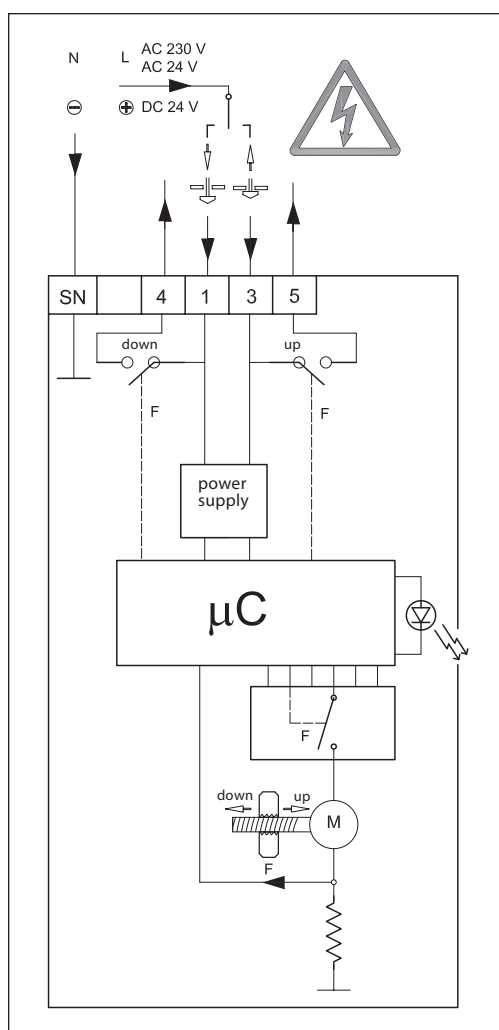 N L AC 230 V
AC 24 V
⊖ ⊕ DC 24 V
SN 4 1 3 5
down up
F F
power
supply
µC
F
down up
M
F